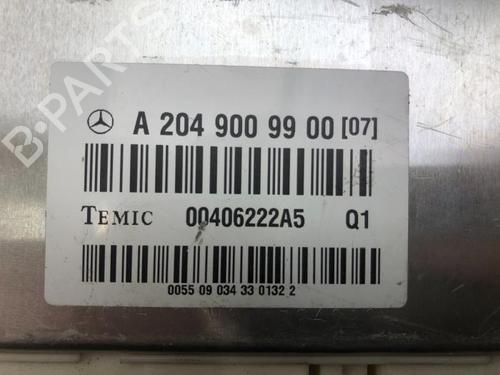 B-PARTS
A 204 900 99 00 [07]
TEMIC 00406222A5 Q1
0055 09 034 33 0132 2